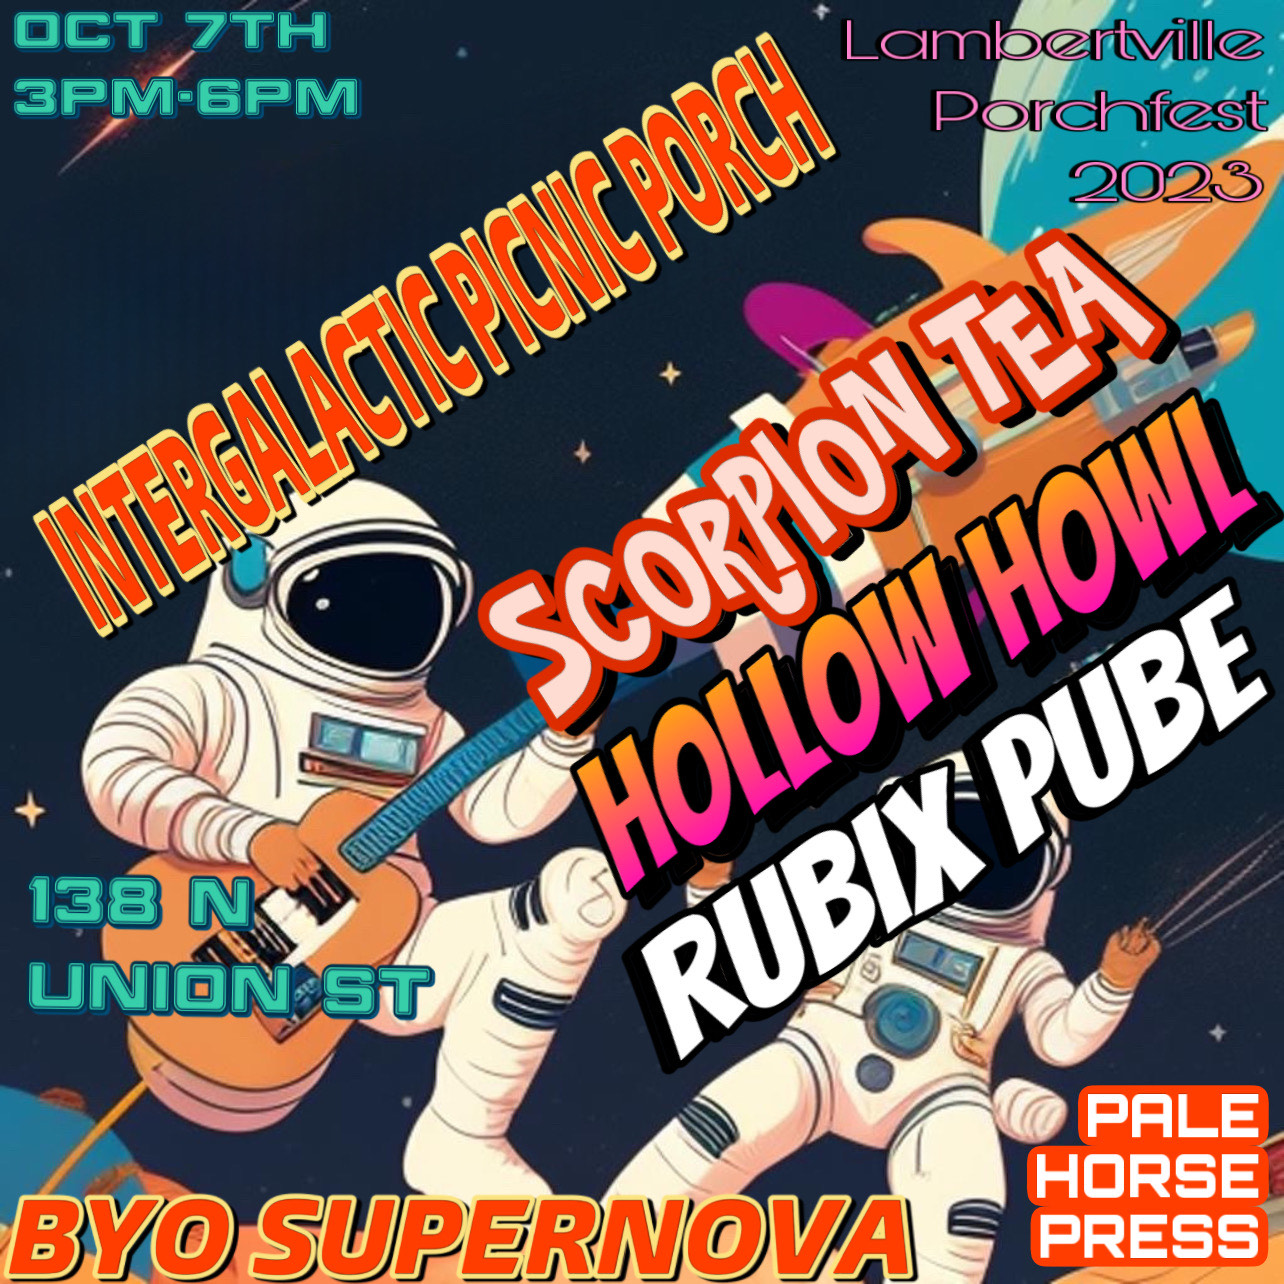 OCT 7TH
3PM-6PM
Lambertville
Porchfest
2023
INTERGALACTIC PICNIC PORCH
SCORPION TEA
HOLLOW HOWL
RUBIX PUBE
138 N
UNION ST
PALE
HORSE
PRESS
BYO SUPERNOVA